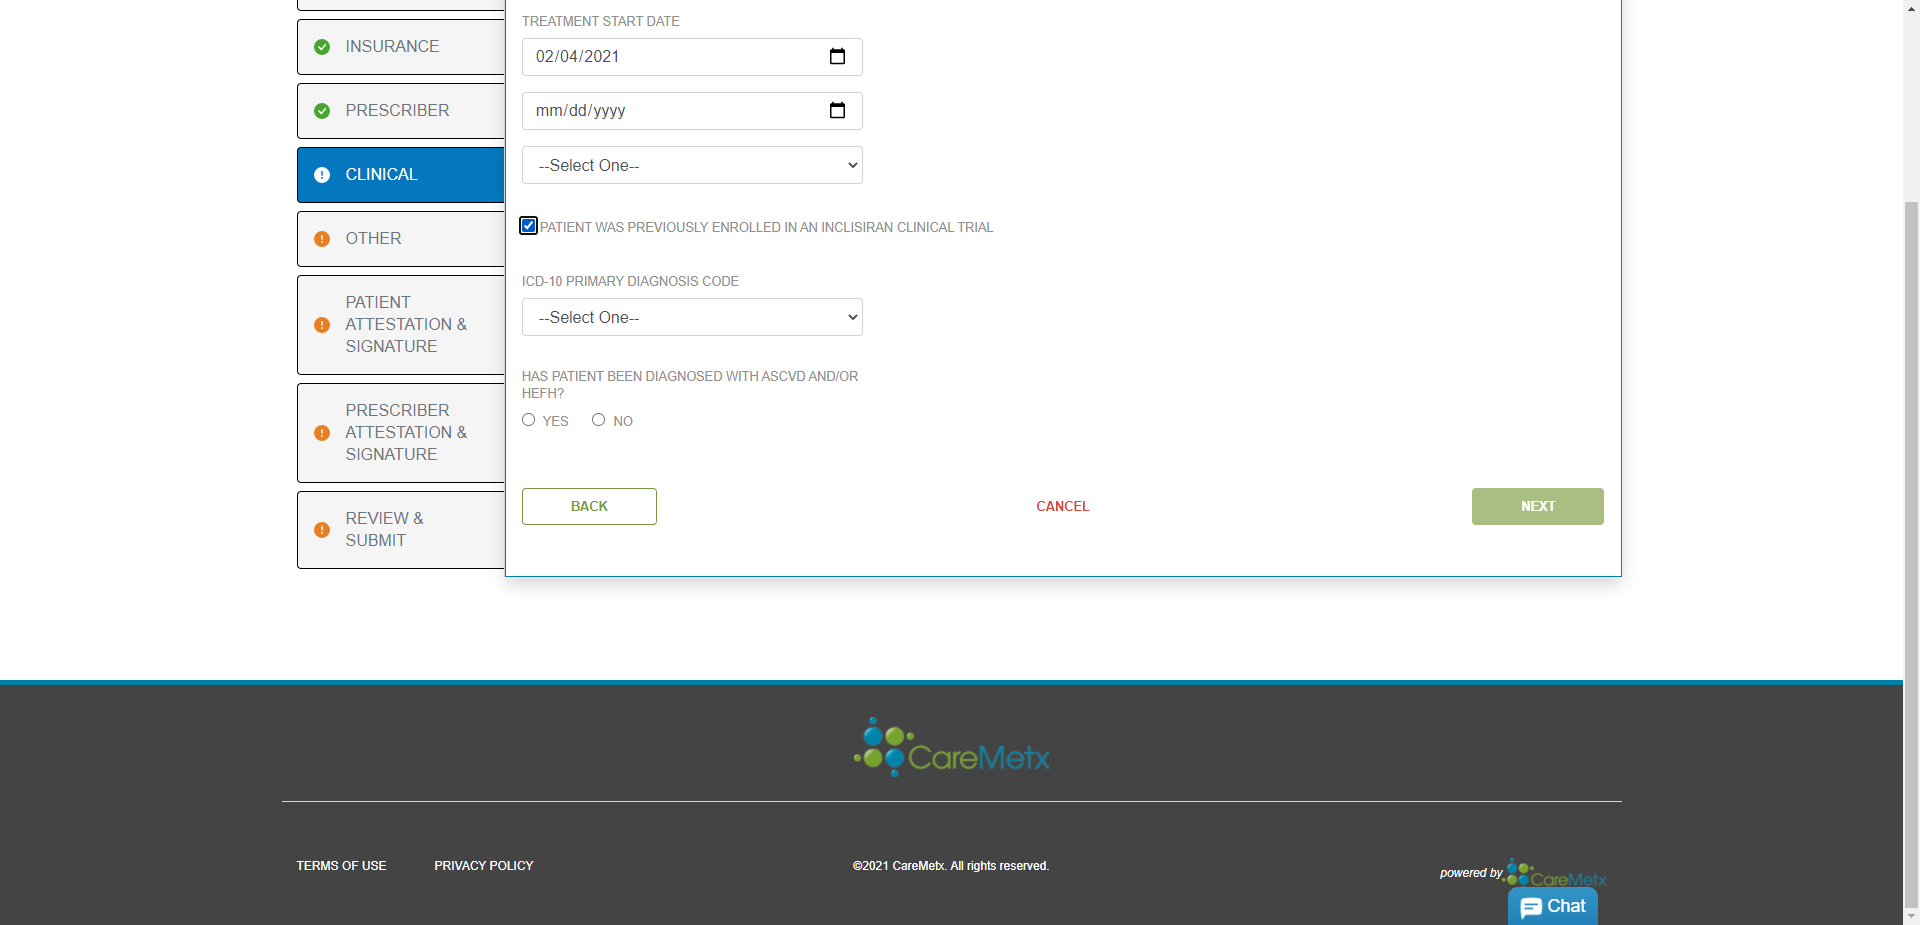 INSURANCE
PRESCRIBER
CLINICAL
OTHER
PATIENT
ATTESTATION &
SIGNATURE
PRESCRIBER
ATTESTATION &
SIGNATURE
REVIEW &
SUBMIT
TREATMENT START DATE
02/04/2021
mm/dd/yyyy
--Select One--
PATIENT WAS PREVIOUSLY ENROLLED IN AN INCLISIRAN CLINICAL TRIAL
ICD-10 PRIMARY DIAGNOSIS CODE
--Select One--
HAS PATIENT BEEN DIAGNOSED WITH ASCVD AND/OR
HEFH?
YES NO
BACK CANCEL NEXT
CareMetx
TERMS OF USE PRIVACY POLICY ©2021 CareMetx. All rights reserved. powered by CareMetx
Chat